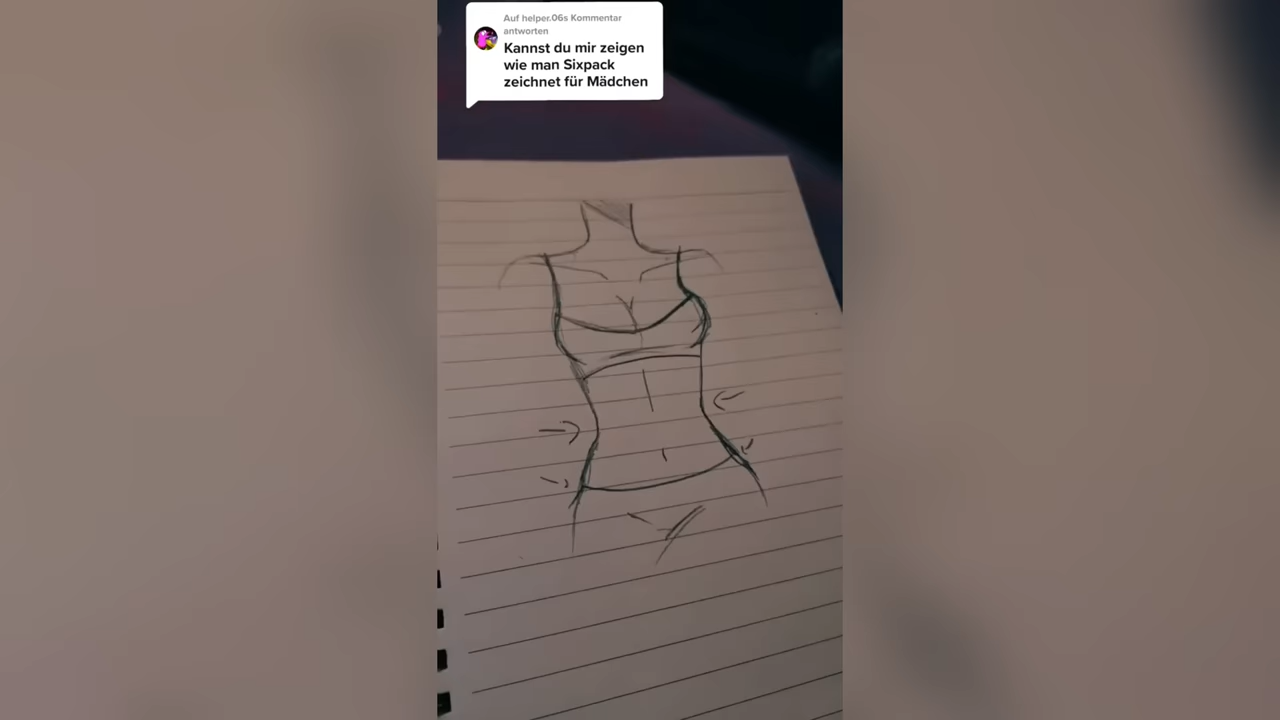 Auf helper.06s Kommentar
antworten
Kannst du mir zeigen
wie man Sixpack
zeichnet für Mädchen